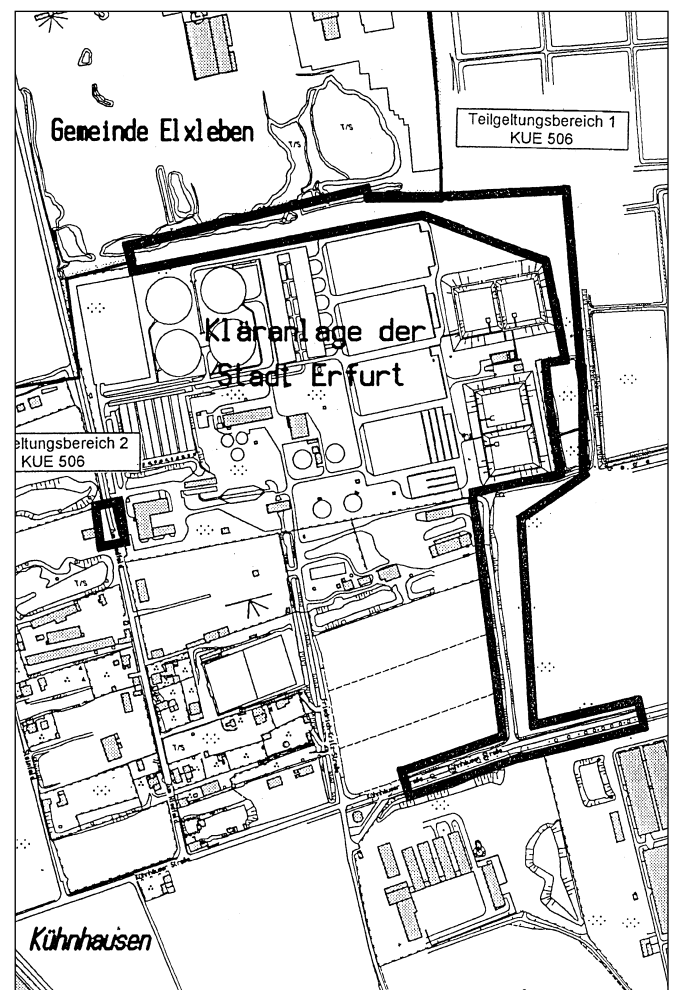 Gemeinde Elxleben
T/S
T/S
Teilgeltungsbereich 1
KUE 506
Kläranlage der
Stadt Erfurt
eltungsbereich 2
KUE 506
T/S
T/S
Kühnhausen